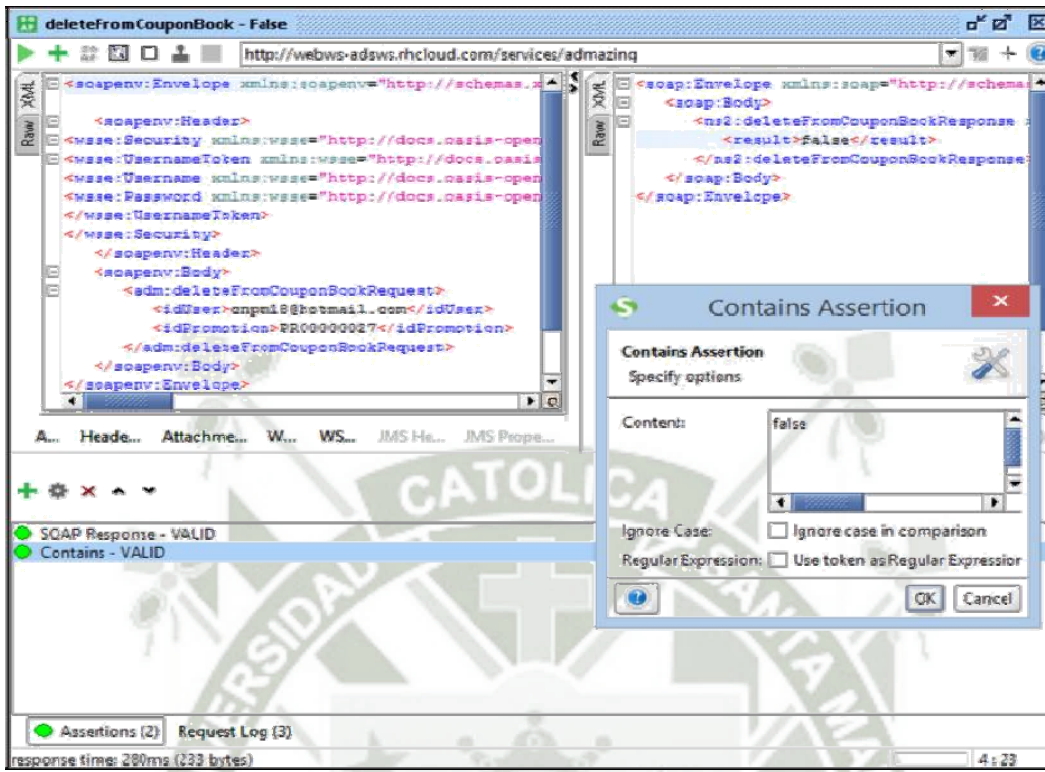 deleteFromCouponBook - False
http://webws-adsws.rhcloud.com/services/admazing
XML
Raw
<soapenv:Envelope xmlns:soapenv="http://schemas.x
<soapenv:Header>
<wsse:Security xmlns:wsse="http://docs.oasis-open
<wsse:UsernameToken xmlns:wsse="http://docs.oasis
<wsse:Username xmlns:wsse="http://docs.oasis-open
<wsse:Password xmlns:wsse="http://docs.oasis-open
</wsse:UsernameToken>
</wsse:Security>
</soapenv:Header>
<soapenv:Body>
<adm:deleteFromCouponBookRequest>
<idUser>cnpm18@hotmail.com</idUser>
<idPromotion>PR00000027</idPromotion>
</adm:deleteFromCouponBookRequest>
</soapenv:Body>
</soapenv:Envelope>
XML
Raw
<soap:Envelope xmlns:soap="http://schema
<soap:Body>
<ns2:deleteFromCouponBookResponse
<result>false</result>
</ns2:deleteFromCouponBookResponse>
</soap:Body>
</soap:Envelope>
A... Heade... Attachme... W... WS... JMS He... JMS Prope...
Contains Assertion
Contains Assertion
Specify options
Content: false
Ignore Case: Ignore case in comparison
Regular Expression: Use token as Regular Expression
OK Cancel
SOAP Response - VALID
Contains - VALID
CATOLICA
SANTA MA
Assertions (2) Request Log (3)
response time: 280ms (233 bytes) 4 : 23